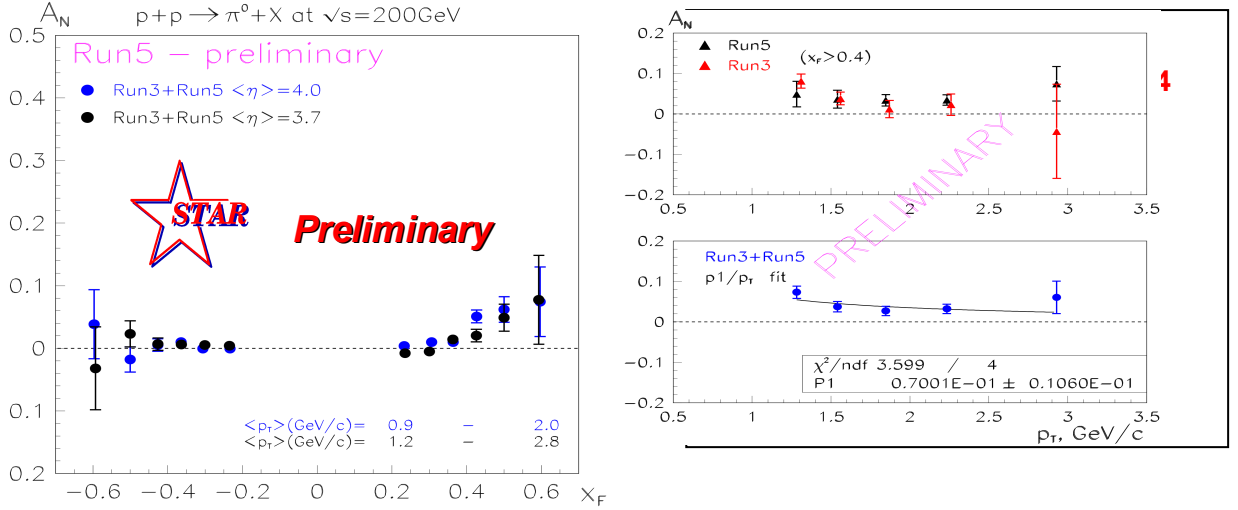 A_N p+p → π⁰+X at √s=200GeV
Run5 – preliminary
Run3+Run5 <η>=4.0
Run3+Run5 <η>=3.7
STAR
Preliminary
<p_T>(GeV/c)= 0.9 – 2.0
<p_T>(GeV/c)= 1.2 – 2.8
0.5
0.4
0.3
0.2
0.1
0
0.1
0.2
−0.6 −0.4 −0.2 0 0.2 0.4 0.6 x_F
A_N
Run5
Run3
(x_F>0.4)
0.2
0.1
0
−0.1
−0.2
0.5 1 1.5 2 2.5 3 3.5
1
PRELIMINARY
Run3+Run5
p1/p_T fit
0.2
0.1
0
−0.1
−0.2
χ²/ndf 3.599 / 4
P1 0.7001E−01 ± 0.1060E−01
0.5 1 1.5 2 2.5 3 3.5
p_T, GeV/c